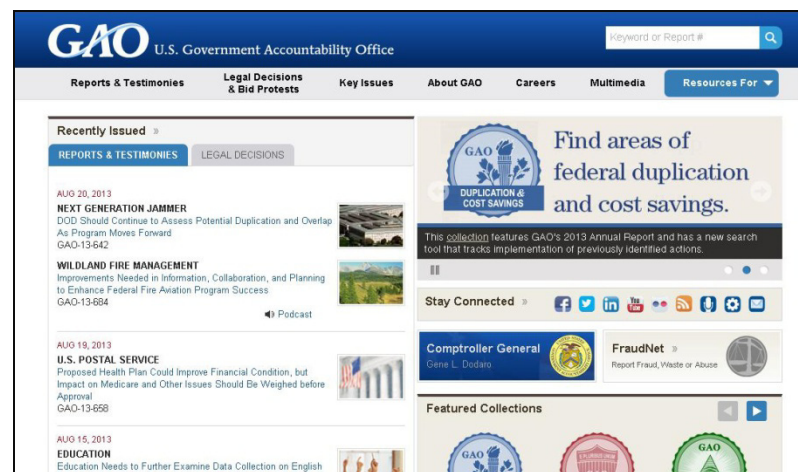 GAO U.S. Government Accountability Office
Keyword or Report #
Reports & Testimonies
Legal Decisions
& Bid Protests
Key Issues
About GAO
Careers
Multimedia
Resources For
Recently Issued »
REPORTS & TESTIMONIES
LEGAL DECISIONS
AUG 20, 2013
NEXT GENERATION JAMMER
DOD Should Continue to Assess Potential Duplication and Overlap
As Program Moves Forward
GAO-13-642
WILDLAND FIRE MANAGEMENT
Improvements Needed in Information, Collaboration, and Planning
to Enhance Federal Fire Aviation Program Success
GAO-13-684
Podcast
AUG 19, 2013
U.S. POSTAL SERVICE
Proposed Health Plan Could Improve Financial Condition, but
Impact on Medicare and Other Issues Should Be Weighed before
Approval
GAO-13-658
AUG 15, 2013
EDUCATION
Education Needs to Further Examine Data Collection on English
GAO
DUPLICATION &
COST SAVINGS
Find areas of
federal duplication
and cost savings.
This collection features GAO's 2013 Annual Report and has a new search
tool that tracks implementation of previously identified actions.
Stay Connected »
You
Tube
Comptroller General
Gene L. Dodaro
FraudNet »
Report Fraud, Waste or Abuse
Featured Collections
GAO
GAO